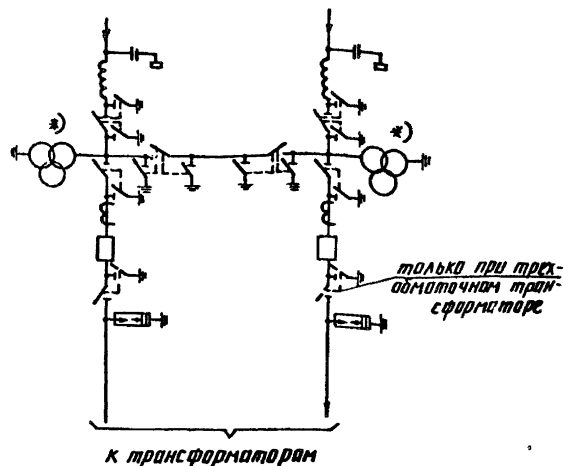 *)
*)
только при трех-
обмоточном тран-
сформаторе
к трансформаторам